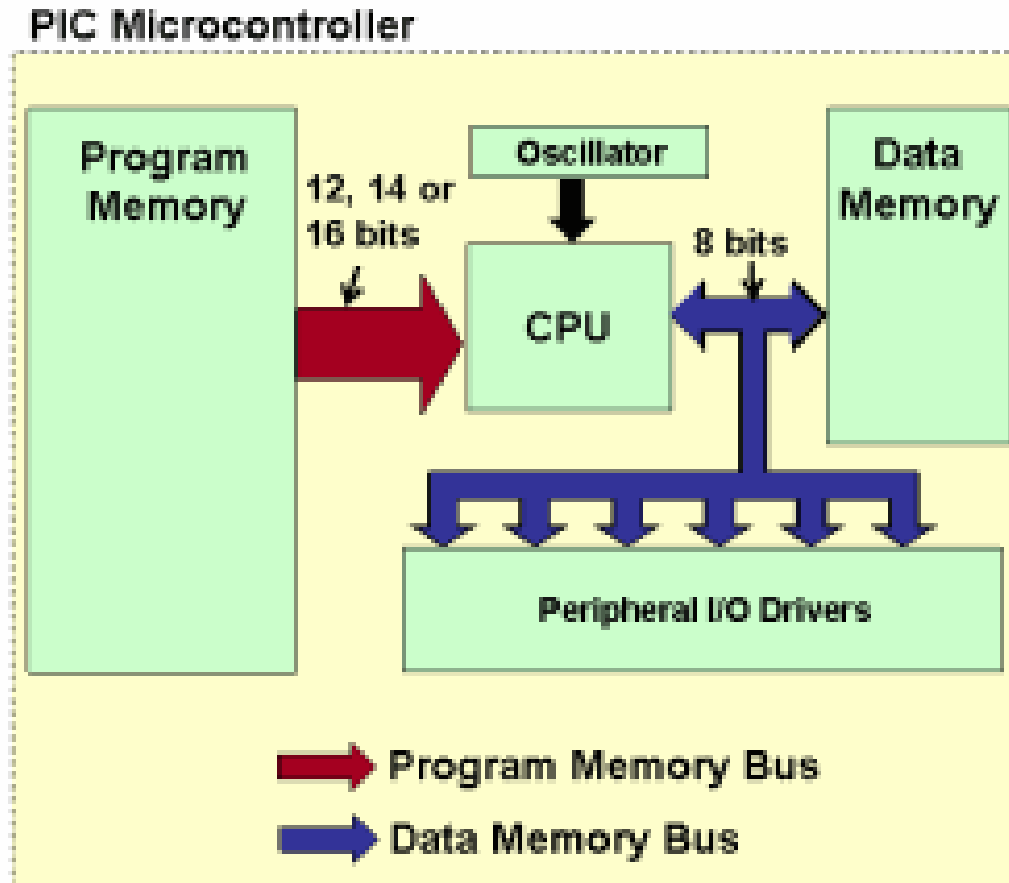 PIC Microcontroller
Program
Memory
12, 14 or
16 bits
Oscillator
CPU
8 bits
Data
Memory
Peripheral I/O Drivers
Program Memory Bus
Data Memory Bus